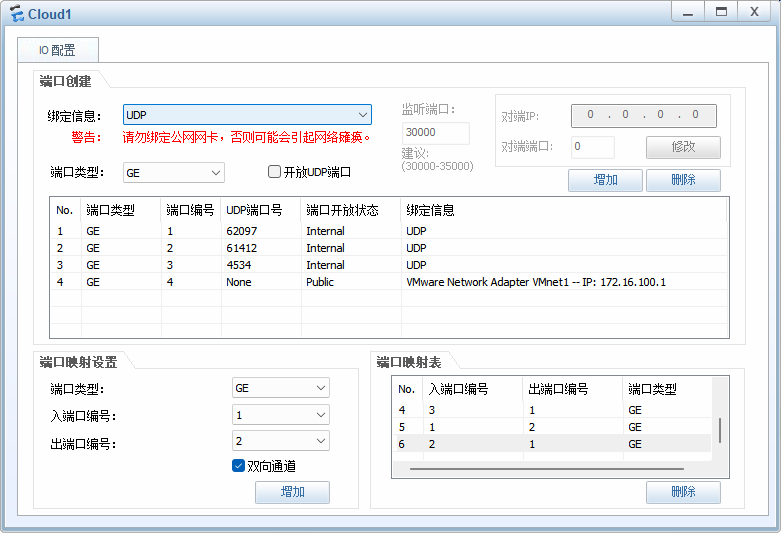 Cloud1
IO 配置
端口创建
绑定信息： UDP
警告： 请勿绑定公网网卡，否则可能会引起网络瘫痪。
端口类型： GE 开放UDP端口
监听端口：
30000
建议:
(30000-35000)
对端IP: 0 . 0 . 0 . 0
对端端口: 0 修改
增加 删除
No. 端口类型 端口编号 UDP端口号 端口开放状态 绑定信息
1 GE 1 62097 Internal UDP
2 GE 2 61412 Internal UDP
3 GE 3 4534 Internal UDP
4 GE 4 None Public VMware Network Adapter VMnet1 -- IP: 172.16.100.1
端口映射设置
端口类型： GE
入端口编号： 1
出端口编号： 2
双向通道
增加
端口映射表
No. 入端口编号 出端口编号 端口类型
4 3 1 GE
5 1 2 GE
6 2 1 GE
删除